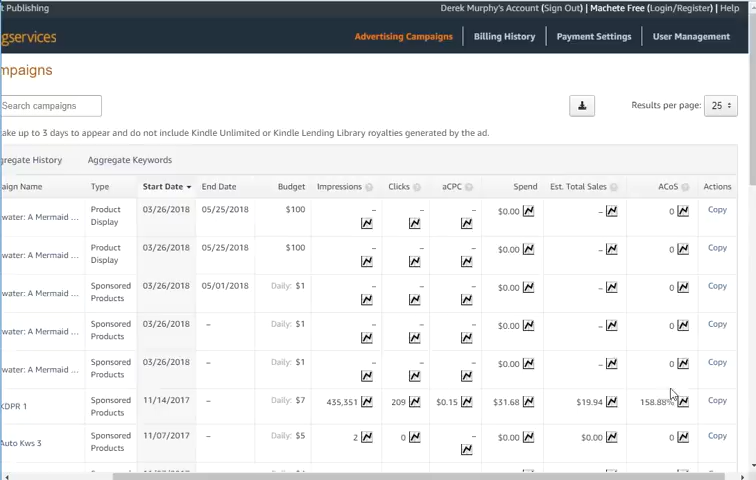 t Publishing
Derek Murphy's Account (Sign Out) | Machete Free (Login/Register) | Help
gservices
Advertising Campaigns
Billing History
Payment Settings
User Management
mpaigns
Search campaigns
Results per page: 25
ake up to 3 days to appear and do not include Kindle Unlimited or Kindle Lending Library royalties generated by the ad.
gregate History Aggregate Keywords
aign Name Type Start Date End Date Budget Impressions Clicks aCPC Spend Est. Total Sales ACoS Actions
water: A Mermaid ... Product Display 03/26/2018 05/25/2018 $100 – – – $0.00 – 0 Copy
water: A Mermaid ... Product Display 03/26/2018 05/25/2018 $100 – – – $0.00 – 0 Copy
water: A Mermaid ... Sponsored Products 03/26/2018 05/01/2018 Daily: $1 – – – $0.00 – 0 Copy
water: A Mermaid ... Sponsored Products 03/26/2018 – Daily: $1 – – – $0.00 – 0 Copy
water: A Mermaid ... Sponsored Products 03/26/2018 – Daily: $1 – – – $0.00 – 0 Copy
KDPR 1 Sponsored Products 11/14/2017 – Daily: $7 435,351 209 $0.15 $31.68 $19.94 158.88% Copy
Auto Kws 3 Sponsored Products 11/07/2017 – Daily: $5 2 0 – $0.00 $0.00 0 Copy